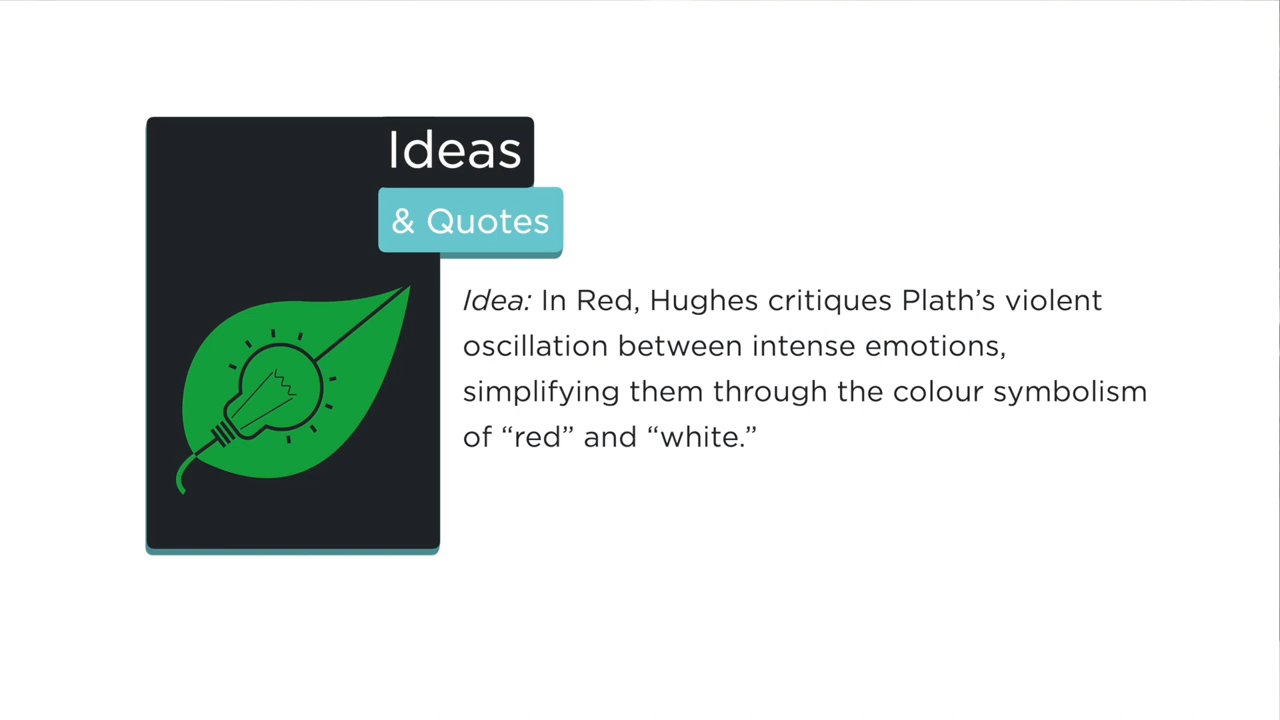 Ideas
& Quotes
Idea: In Red, Hughes critiques Plath’s violent
oscillation between intense emotions,
simplifying them through the colour symbolism
of “red” and “white.”